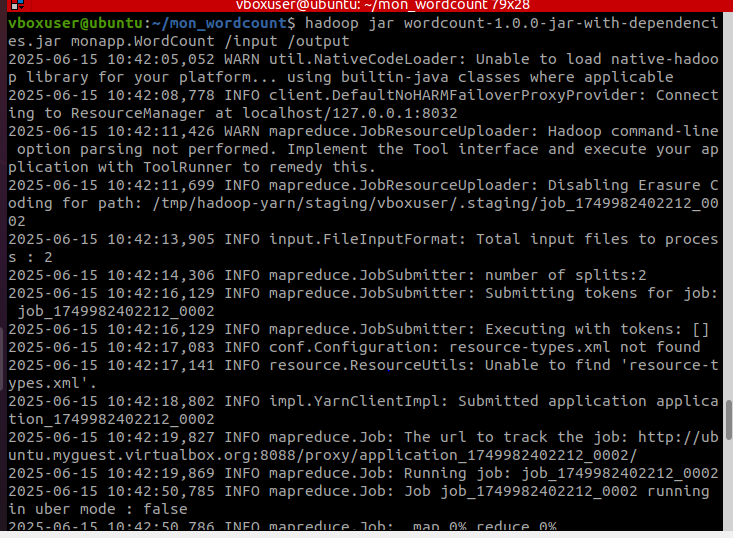 vboxuser@ubuntu: ~/mon_wordcount 79x28
vboxuser@ubuntu:~/mon_wordcount$ hadoop jar wordcount-1.0.0-jar-with-dependenci
es.jar monapp.WordCount /input /output
2025-06-15 10:42:05,052 WARN util.NativeCodeLoader: Unable to load native-hadoo
p library for your platform... using builtin-java classes where applicable
2025-06-15 10:42:08,778 INFO client.DefaultNoHARMFailoverProxyProvider: Connect
ing to ResourceManager at localhost/127.0.0.1:8032
2025-06-15 10:42:11,426 WARN mapreduce.JobResourceUploader: Hadoop command-line
 option parsing not performed. Implement the Tool interface and execute your ap
plication with ToolRunner to remedy this.
2025-06-15 10:42:11,699 INFO mapreduce.JobResourceUploader: Disabling Erasure C
oding for path: /tmp/hadoop-yarn/staging/vboxuser/.staging/job_1749982402212_00
02
2025-06-15 10:42:13,905 INFO input.FileInputFormat: Total input files to proces
s : 2
2025-06-15 10:42:14,306 INFO mapreduce.JobSubmitter: number of splits:2
2025-06-15 10:42:16,129 INFO mapreduce.JobSubmitter: Submitting tokens for job:
 job_1749982402212_0002
2025-06-15 10:42:16,129 INFO mapreduce.JobSubmitter: Executing with tokens: []
2025-06-15 10:42:17,083 INFO conf.Configuration: resource-types.xml not found
2025-06-15 10:42:17,141 INFO resource.ResourceUtils: Unable to find 'resource-t
ypes.xml'.
2025-06-15 10:42:18,802 INFO impl.YarnClientImpl: Submitted application applica
tion_1749982402212_0002
2025-06-15 10:42:19,827 INFO mapreduce.Job: The url to track the job: http://ub
untu.myguest.virtualbox.org:8088/proxy/application_1749982402212_0002/
2025-06-15 10:42:19,869 INFO mapreduce.Job: Running job: job_1749982402212_0002
2025-06-15 10:42:50,785 INFO mapreduce.Job: Job job_1749982402212_0002 running
in uber mode : false
2025-06-15 10:42:50,786 INFO mapreduce.Job:  map 0% reduce 0%